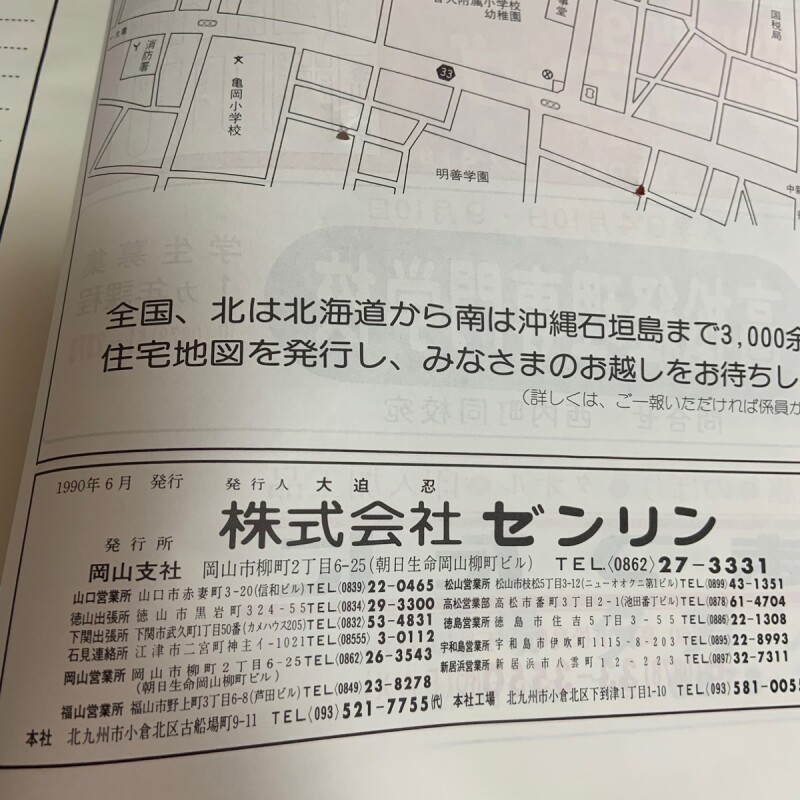 附属小学校
幼稚園
事堂
国税局
消防署
亀岡小学校
33
明善学園
全国、北は北海道から南は沖縄石垣島まで3,000余
住宅地図を発行し、みなさまのお越しをお待ちし
(詳しくは、ご一報いただければ係員が
1990年6月 発行 発行人 大迫 忍
発行所 株式会社 ゼンリン
岡山支社 岡山市柳町2丁目6-25(朝日生命岡山柳町ビル) TEL.(0862)27-3331
山口営業所 山口市赤妻町3-20(信和ビル)TEL(0839)22-0465 松山営業所 松山市枝松5丁目3-12(ニューオオクニ第1ビル)TEL(0899)43-1351
徳山出張所 徳山市黒岩町324-55TEL(0834)29-3300 高松営業部 高松市番町3丁目2-1(池田番丁ビル)TEL(0878)61-4704
下関出張所 下関市武久町1丁目50番(カメハウス205)TEL(0832)53-4831 徳島営業所 徳島市住吉5丁目3-55TEL(0886)22-1308
石見連絡所 江津市二宮町神主イ-1021TEL(08555)3-0112 宇和島営業所 宇和島市伊吹町1115-8-203TEL(0895)22-8993
岡山営業所 岡山市柳町2丁目6-25TEL(0862)26-3543 新居浜営業所 新居浜市八雲町12-223TEL(0897)32-7311
(朝日生命岡山柳町ビル)
福山営業所 福山市野上町3丁目6-8(芦田ビル)TEL(0849)23-8278
本社 北九州市小倉北区古船場町9-11 TEL(093)521-7755(代) 本社工場 北九州市小倉北区下到津1丁目1-10 TEL(093)581-0055